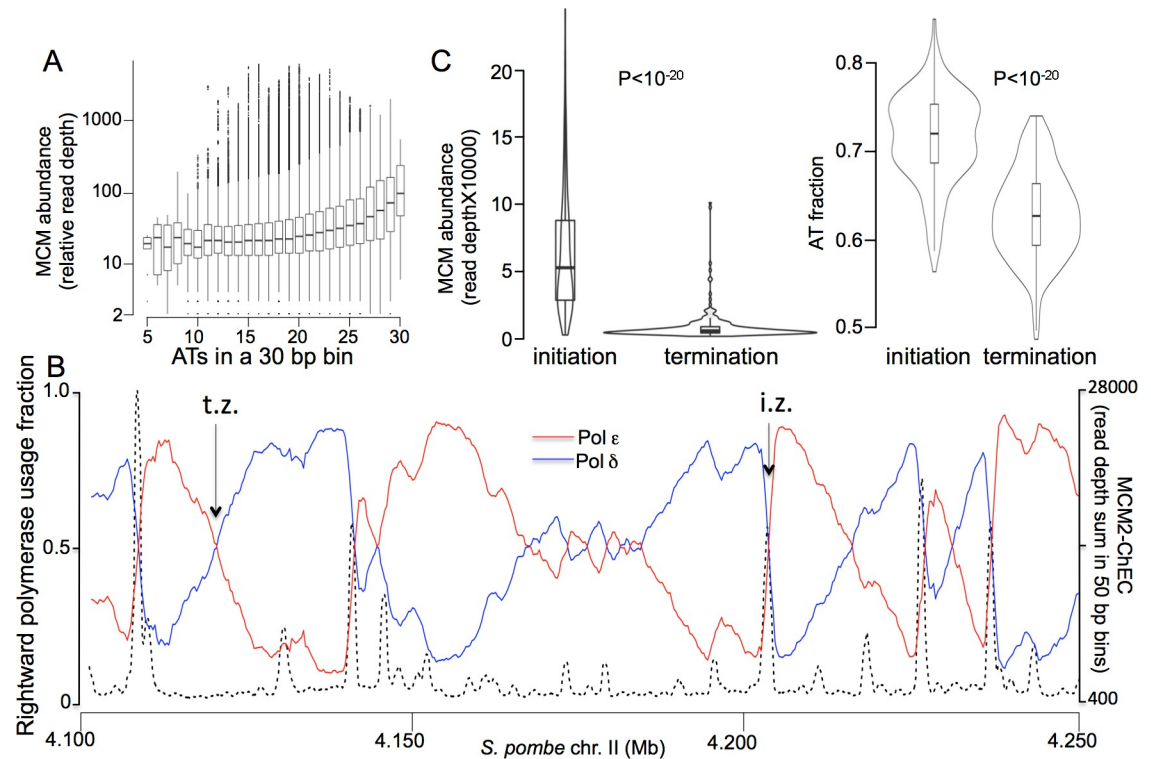 A
MCM abundance
(relative read depth)
1000
100
10
2
5
10
15
20
25
30
ATs in a 30 bp bin
C
MCM abundance
(read depthX10000)
20
15
10
5
0
P<10-20
initiation
termination
AT fraction
0.8
0.7
0.6
0.5
P<10-20
initiation
termination
B
Rightward polymerase usage fraction
1.0
0.5
0
t.z.
Pol ε
Pol δ
i.z.
28000
400
MCM2-ChEC
(read depth sum in 50 bp bins)
4.100
4.150
4.200
4.250
S. pombe chr. II (Mb)